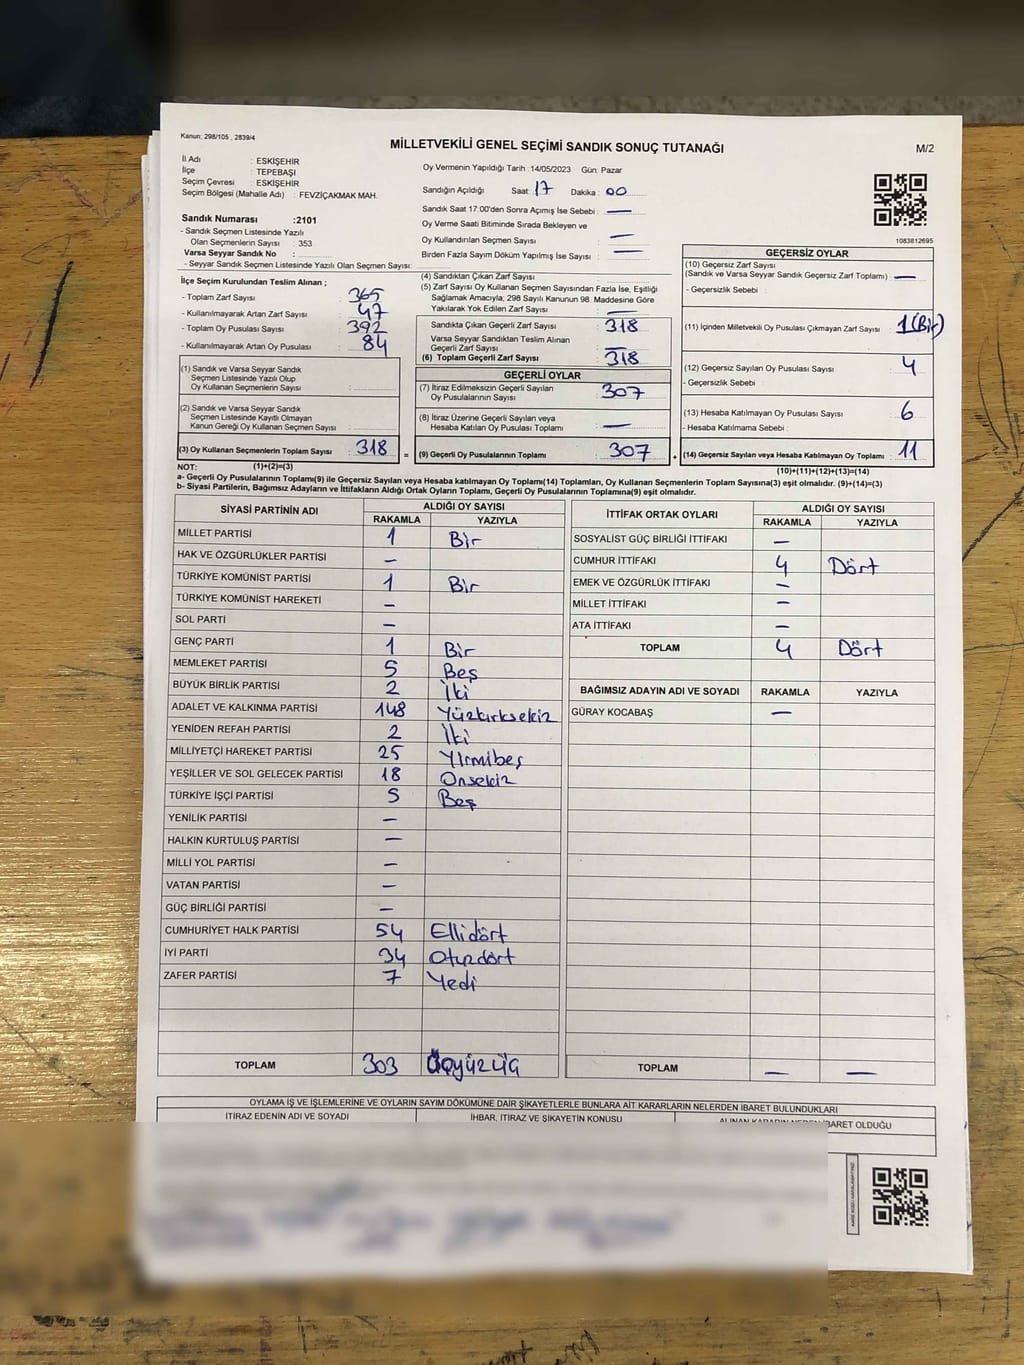 Kanun; 298/105 , 2839/4
MİLLETVEKİLİ GENEL SEÇİMİ SANDIK SONUÇ TUTANAĞI
M/2
İl Adı : ESKİŞEHİR
İlçe : TEPEBAŞI
Seçim Çevresi : ESKİŞEHİR
Seçim Bölgesi (Mahalle Adı) : FEVZİÇAKMAK MAH.
Oy Vermenin Yapıldığı Tarih : 14/05/2023 Gün: Pazar
Sandığın Açıldığı Saat: 17 Dakika : 00
Sandık Saat 17:00'den Sonra Açımış İse Sebebi : —
Oy Verme Saati Bitiminde Sırada Bekleyen ve
Oy Kullandırılan Seçmen Sayısı : —
Birden Fazla Sayım Döküm Yapılmış İse Sayısı : —
1083812695
Sandık Numarası :2101
- Sandık Seçmen Listesinde Yazılı
Olan Seçmenlerin Sayısı : 353
Varsa Seyyar Sandık No :
- Seyyar Sandık Seçmen Listesinde Yazılı Olan Seçmen Sayısı:
İlçe Seçim Kurulundan Teslim Alınan ;
- Toplam Zarf Sayısı : 365
- Kullanılmayarak Artan Zarf Sayısı : 47
- Toplam Oy Pusulası Sayısı : 392
- Kullanılmayarak Artan Oy Pusulası : 84
(1) Sandık ve Varsa Seyyar Sandık
Seçmen Listesinde Yazılı Olup
Oy Kullanan Seçmenlerin Sayısı :
(2) Sandık ve Varsa Seyyar Sandık
Seçmen Listesinde Kayıtlı Olmayan
Kanun Gereği Oy Kullanan Seçmen Sayısı :
(3) Oy Kullanan Seçmenlerin Toplam Sayısı : 318
(1)+(2)=(3)
(4) Sandıktan Çıkan Zarf Sayısı :
(5) Zarf Sayısı Oy Kullanan Seçmen Sayısından Fazla İse, Eşitliği
Sağlamak Amacıyla; 298 Sayılı Kanunun 98. Maddesine Göre
Yakılarak Yok Edilen Zarf Sayısı : —
Sandıkta Çıkan Geçerli Zarf Sayısı : 318
Varsa Seyyar Sandıktan Teslim Alınan
Geçerli Zarf Sayısı : —
(6) Toplam Geçerli Zarf Sayısı : 318
GEÇERLİ OYLAR
(7) İtiraz Edilmeksizin Geçerli Sayılan
Oy Pusulalarının Sayısı : 307
(8) İtiraz Üzerine Geçerli Sayılan veya
Hesaba Katılan Oy Pusulası Toplamı : —
= (9) Geçerli Oy Pusulalarının Toplamı : 307 +
GEÇERSİZ OYLAR
(10) Geçersiz Zarf Sayısı
(Sandık ve Varsa Seyyar Sandık Geçersiz Zarf Toplamı) : —
- Geçersizlik Sebebi :
(11) İçinden Milletvekili Oy Pusulası Çıkmayan Zarf Sayısı : 1(Bir)
(12) Geçersiz Sayılan Oy Pusulası Sayısı : 4
- Geçersizlik Sebebi :
(13) Hesaba Katılmayan Oy Pusulası Sayısı : 6
- Hesaba Katılmama Sebebi :
(14) Geçersiz Sayılan veya Hesaba Katılmayan Oy Toplamı : 11
(10)+(11)+(12)+(13)=(14)
NOT:
a- Geçerli Oy Pusulaları Toplamı(9) ile Geçersiz Sayılan veya Hesaba katılmayan Oy Toplamı(14) Toplamları, Oy Kullanan Seçmenlerin Toplam Sayısına(3) eşit olmalıdır. (9)+(14)=(3)
b- Siyasi Partilerin, Bağımsız Adayların ve İttifakların Aldığı Ortak Oyların Toplamı, Geçerli Oy Pusulalarının Toplamına(9) eşit olmalıdır.
SİYASİ PARTİNİN ADI ALDIĞI OY SAYISI
RAKAMLA YAZIYLA
MİLLET PARTİSİ 1 Bir
HAK VE ÖZGÜRLÜKLER PARTİSİ —
TÜRKİYE KOMÜNİST PARTİSİ 1 Bir
TÜRKİYE KOMÜNİST HAREKETİ —
SOL PARTİ —
GENÇ PARTİ 1 Bir
MEMLEKET PARTİSİ 5 Beş
BÜYÜK BİRLİK PARTİSİ 2 İki
ADALET VE KALKINMA PARTİSİ 148 Yüzkırksekiz
YENİDEN REFAH PARTİSİ 2 İki
MİLLİYETÇİ HAREKET PARTİSİ 25 Yirmibeş
YEŞİLLER VE SOL GELECEK PARTİSİ 18 Onsekiz
TÜRKİYE İŞÇİ PARTİSİ 5 Beş
YENİLİK PARTİSİ —
HALKIN KURTULUŞ PARTİSİ —
MİLLİ YOL PARTİSİ —
VATAN PARTİSİ —
GÜÇ BİRLİĞİ PARTİSİ —
CUMHURİYET HALK PARTİSİ 54 Ellidört
İYİ PARTİ 34 Otuzdört
ZAFER PARTİSİ 7 Yedi
TOPLAM 303 Üçyüzüç
İTTİFAK ORTAK OYLARI ALDIĞI OY SAYISI
RAKAMLA YAZIYLA
SOSYALİST GÜÇ BİRLİĞİ İTTİFAKI —
CUMHUR İTTİFAKI 4 Dört
EMEK VE ÖZGÜRLÜK İTTİFAKI —
MİLLET İTTİFAKI —
ATA İTTİFAKI —
TOPLAM 4 Dört
BAĞIMSIZ ADAYIN ADI VE SOYADI RAKAMLA YAZIYLA
GÜRAY KOCABAŞ —
TOPLAM — —
OYLAMA İŞ VE İŞLEMLERİNE VE OYLARIN SAYIM DÖKÜMÜNE DAİR ŞİKAYETLERLE BUNLARA AİT KARARLARIN NELERDEN İBARET BULUNDUKLARI
İTİRAZ EDENİN ADI VE SOYADI İHBAR, İTİRAZ VE ŞİKAYETİN KONUSU ALINAN KARARIN NEDEN İBARET OLDUĞU